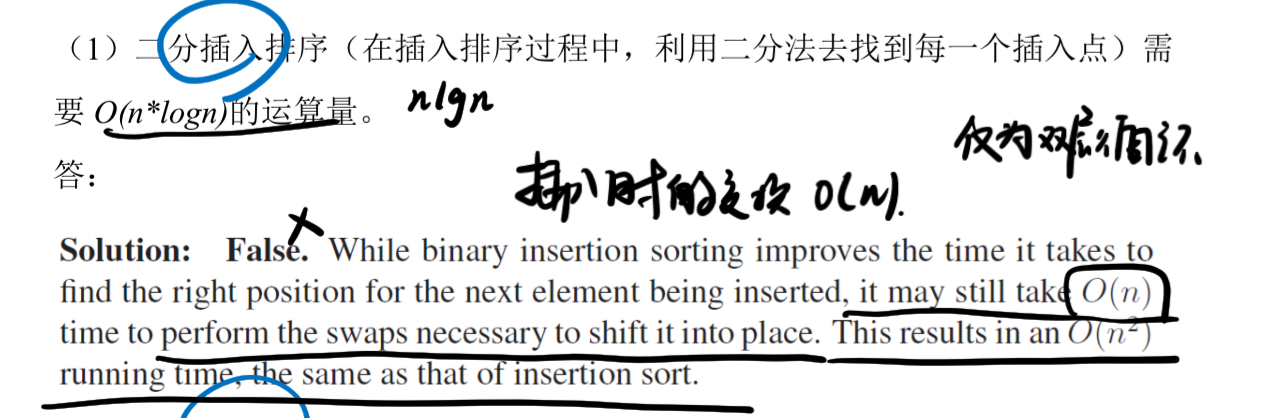 （1）二分插入排序（在插入排序过程中，利用二分法去找到每一个插入点）需
要 O(n*logn)的运算量。
nlgn
仅为双层循环
答：
时的 O(n).
×
Solution: False. While binary insertion sorting improves the time it takes to
find the right position for the next element being inserted, it may still take O(n)
time to perform the swaps necessary to shift it into place. This results in an O(n²)
running time, the same as that of insertion sort.